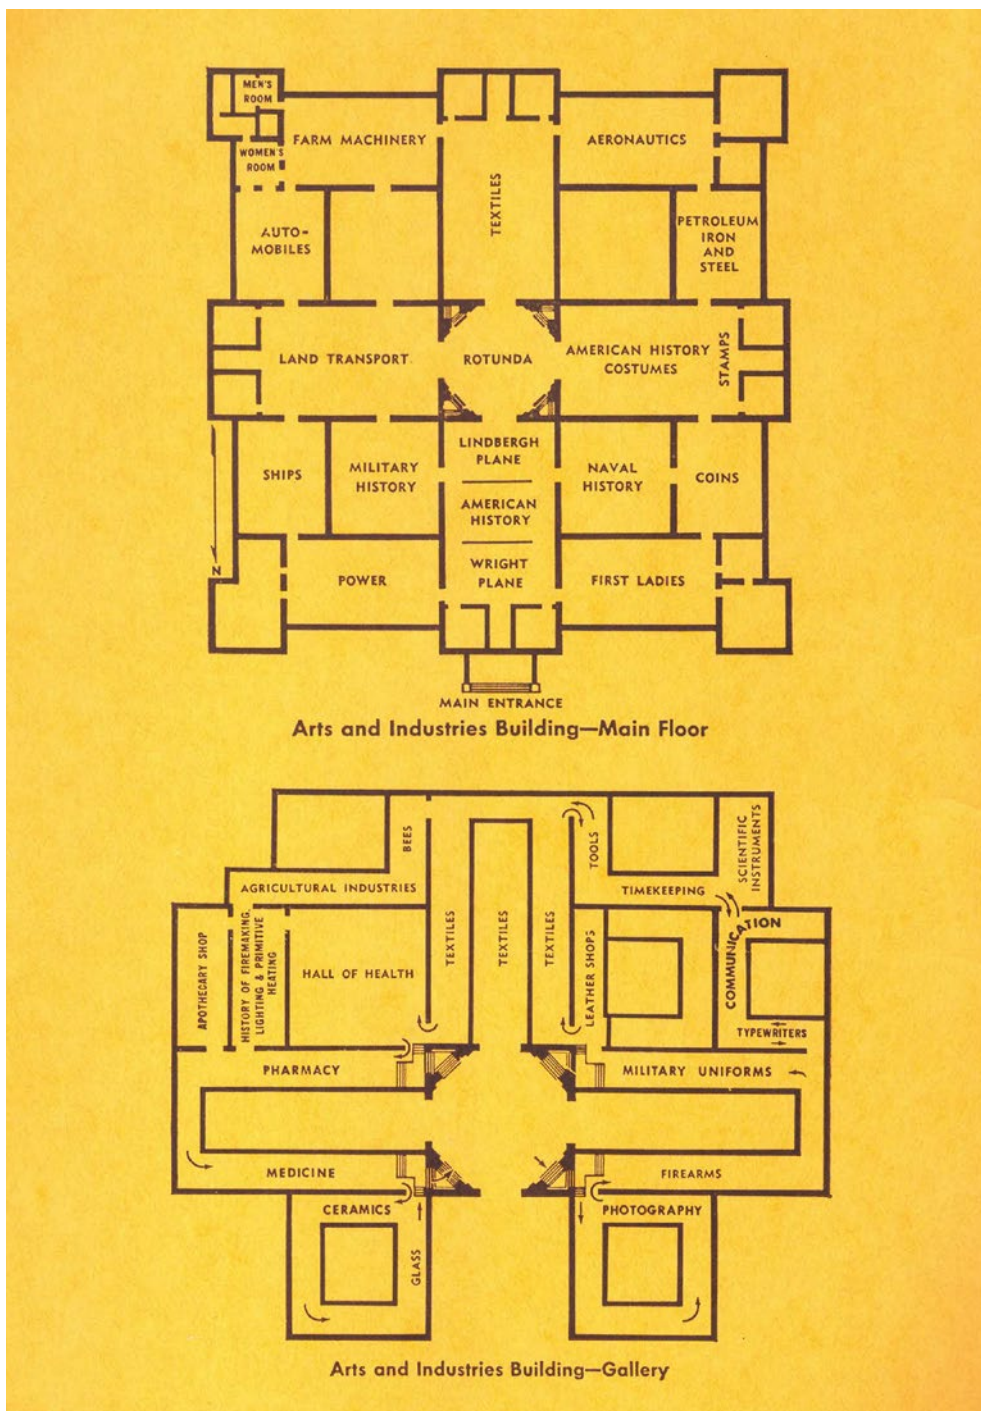 MEN'S
ROOM
WOMEN'S
ROOM
FARM MACHINERY
TEXTILES
AERONAUTICS
AUTO-
MOBILES
PETROLEUM
IRON
AND
STEEL
LAND TRANSPORT
ROTUNDA
AMERICAN HISTORY
COSTUMES
STAMPS
SHIPS
MILITARY
HISTORY
LINDBERGH
PLANE
AMERICAN
HISTORY
WRIGHT
PLANE
NAVAL
HISTORY
COINS
N
POWER
FIRST LADIES
MAIN ENTRANCE
Arts and Industries Building—Main Floor
BEES
TOOLS
SCIENTIFIC
INSTRUMENTS
AGRICULTURAL INDUSTRIES
TIMEKEEPING
APOTHECARY SHOP
HISTORY OF FIREMAKING,
LIGHTING & PRIMITIVE
HEATING
HALL OF HEALTH
TEXTILES
TEXTILES
TEXTILES
LEATHER SHOPS
COMMUNICATION
TYPEWRITERS
PHARMACY
MILITARY UNIFORMS
MEDICINE
FIREARMS
CERAMICS
GLASS
PHOTOGRAPHY
Arts and Industries Building—Gallery